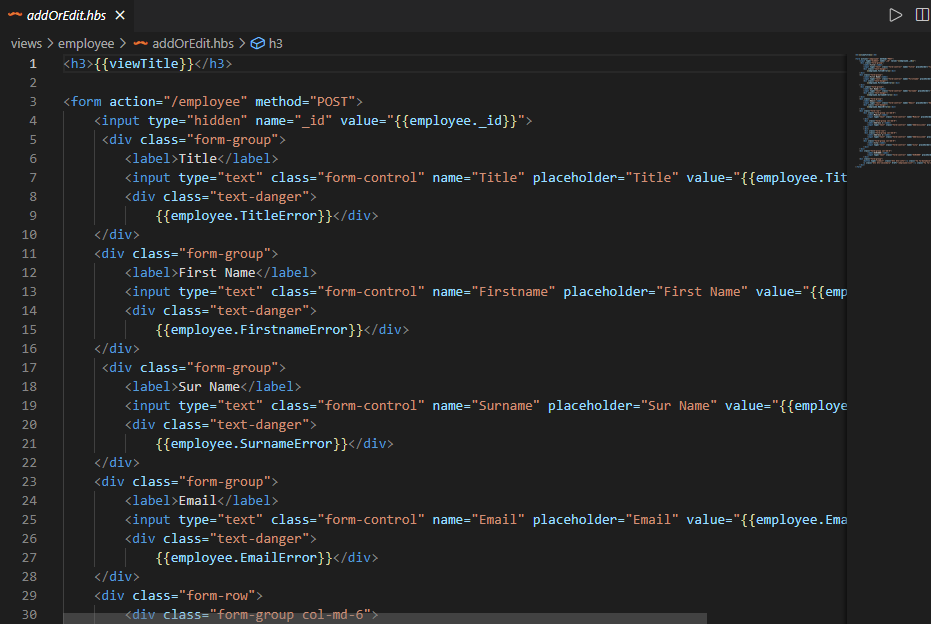 addOrEdit.hbs
views > employee > addOrEdit.hbs > h3
1 <h3>{{viewTitle}}</h3>
2
3 <form action="/employee" method="POST">
4 <input type="hidden" name="_id" value="{{employee._id}}">
5 <div class="form-group">
6 <label>Title</label>
7 <input type="text" class="form-control" name="Title" placeholder="Title" value="{{employee.Tit
8 <div class="text-danger">
9 {{employee.TitleError}}</div>
10 </div>
11 <div class="form-group">
12 <label>First Name</label>
13 <input type="text" class="form-control" name="Firstname" placeholder="First Name" value="{{emp
14 <div class="text-danger">
15 {{employee.FirstnameError}}</div>
16 </div>
17 <div class="form-group">
18 <label>Sur Name</label>
19 <input type="text" class="form-control" name="Surname" placeholder="Sur Name" value="{{employe
20 <div class="text-danger">
21 {{employee.SurnameError}}</div>
22 </div>
23 <div class="form-group">
24 <label>Email</label>
25 <input type="text" class="form-control" name="Email" placeholder="Email" value="{{employee.Ema
26 <div class="text-danger">
27 {{employee.EmailError}}</div>
28 </div>
29 <div class="form-row">
30 <div class="form-group col-md-6">